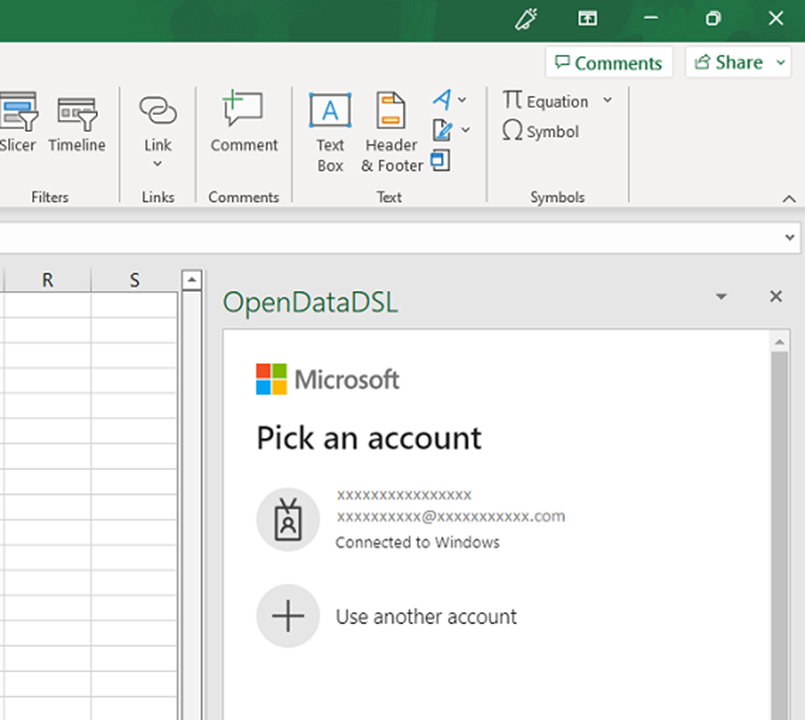 Comments Share
Slicer Timeline Link Comment Text Box Header & Footer
Equation
Symbol
Filters Links Comments Text Symbols
R S
OpenDataDSL
Microsoft
Pick an account
xxxxxxxxxxxxxxxx
xxxxxxxxxx@xxxxxxxxxxx.com
Connected to Windows
Use another account